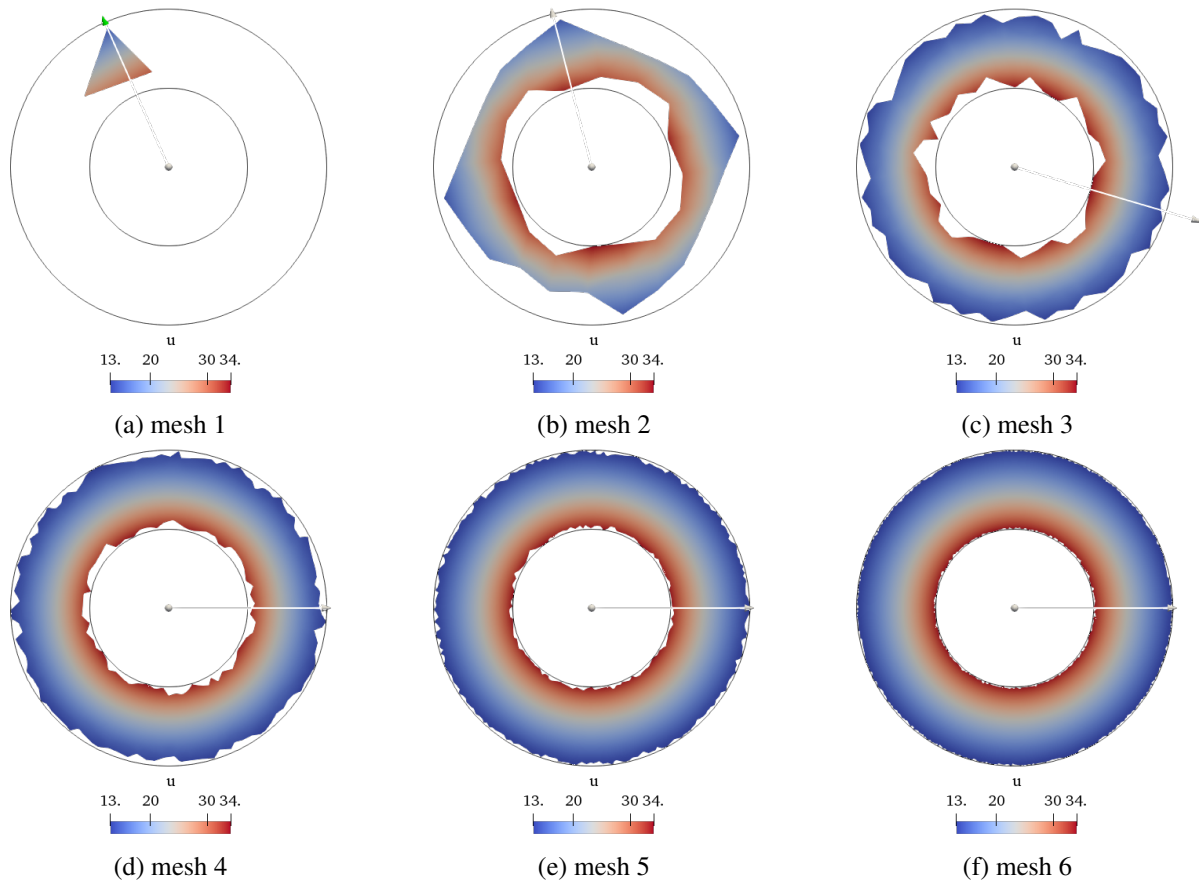 u u u
13. 20 30 34. 13. 20 30 34. 13. 20 30 34.
(a) mesh 1 (b) mesh 2 (c) mesh 3
u u u
13. 20 30 34. 13. 20 30 34. 13. 20 30 34.
(d) mesh 4 (e) mesh 5 (f) mesh 6